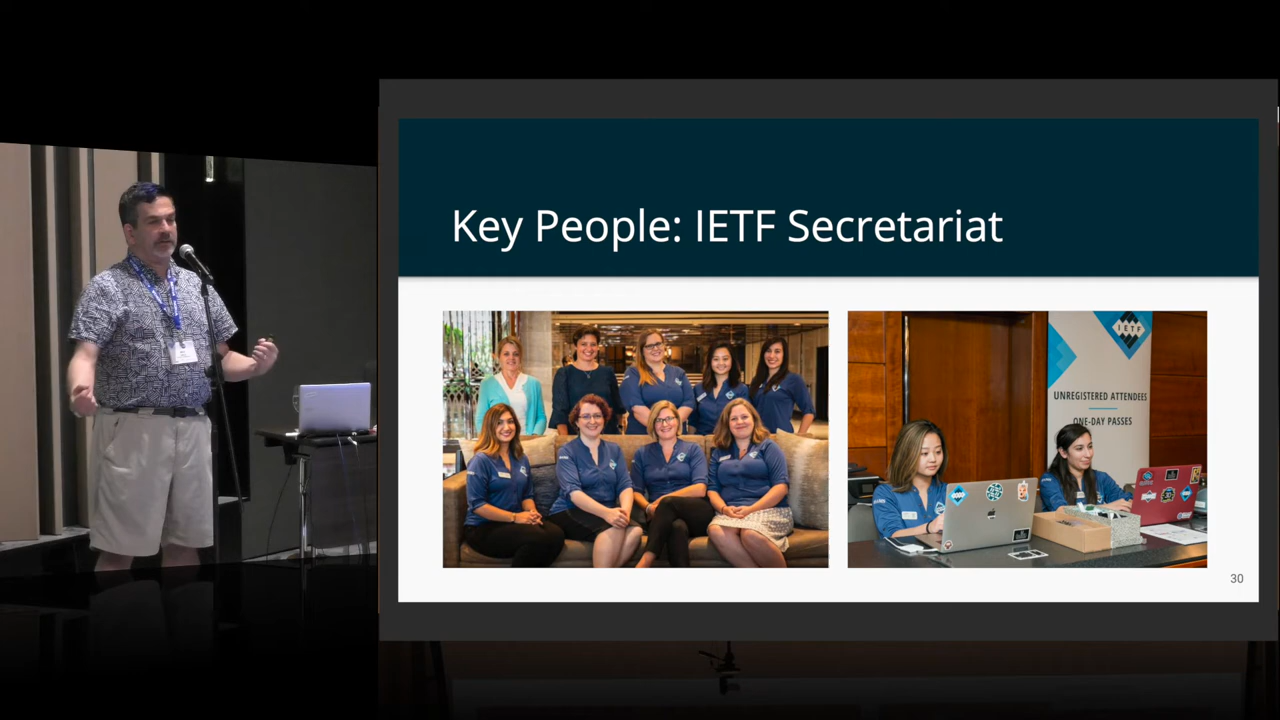 Key People: IETF Secretariat
IETF
UNREGISTERED ATTENDEES
ONE-DAY PASSES
30